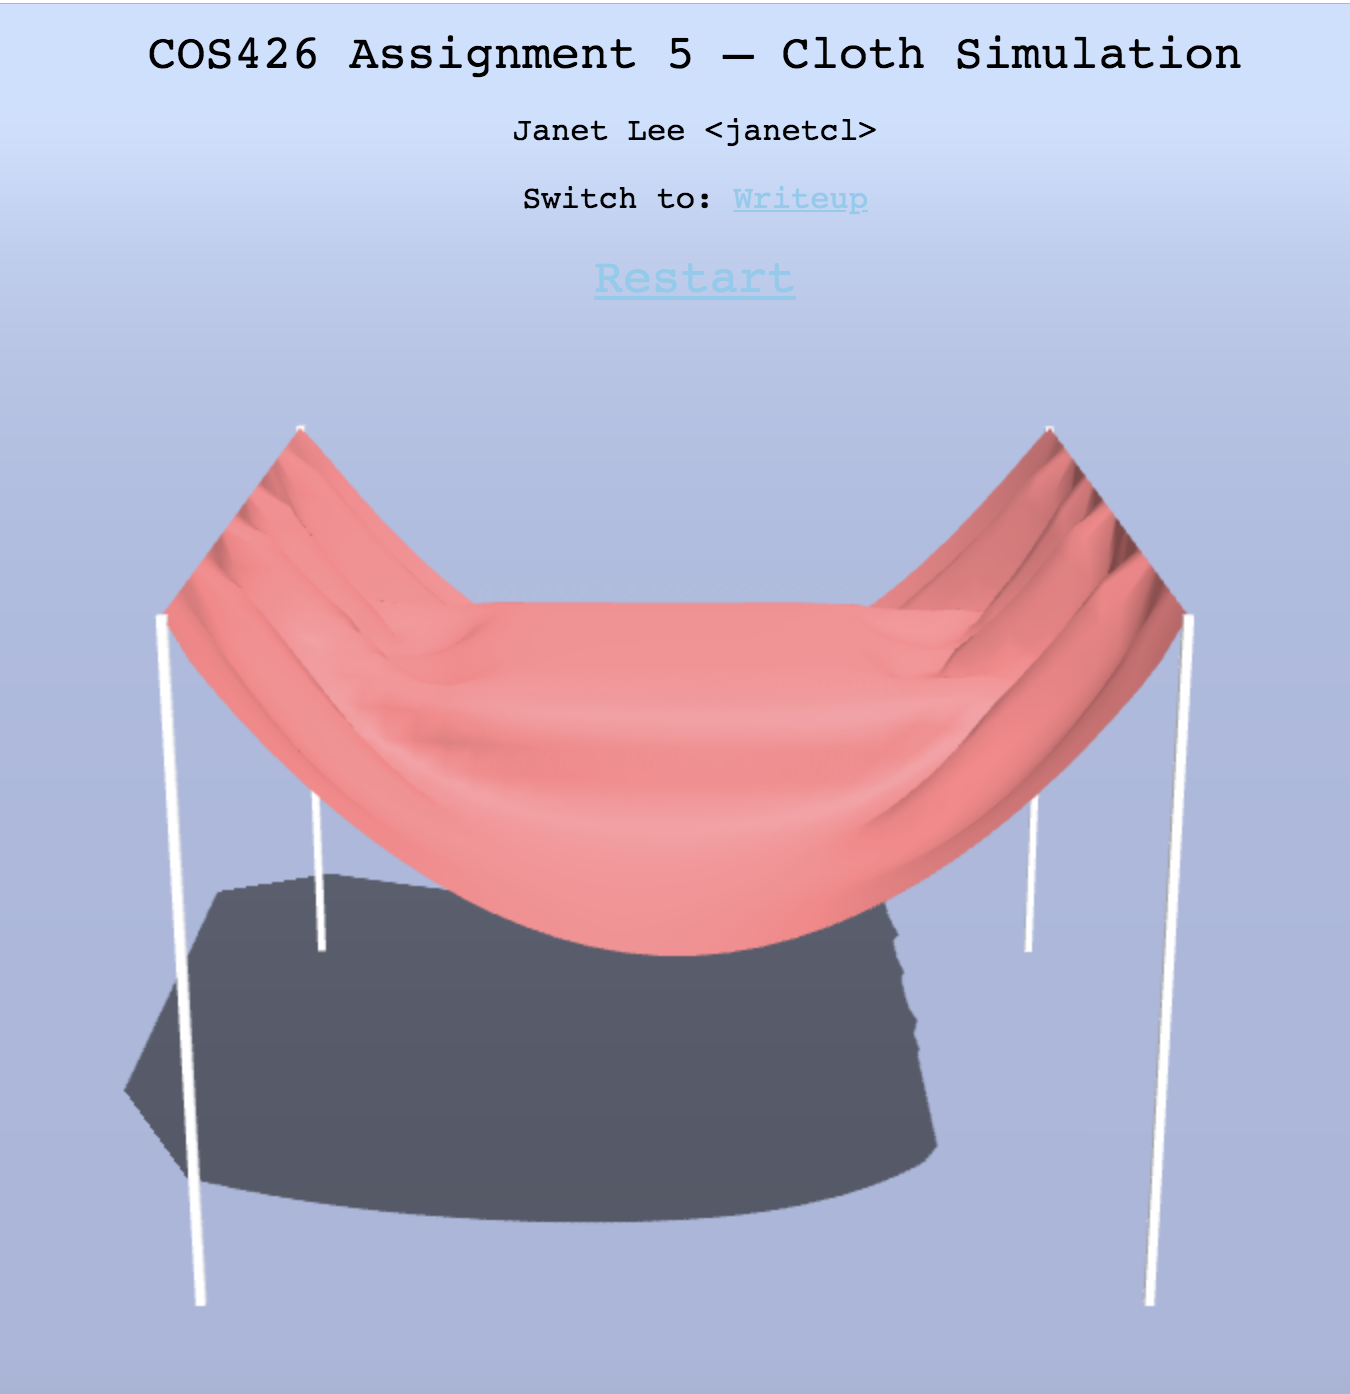 COS426 Assignment 5 — Cloth Simulation
Janet Lee <janetcl>
Switch to: Writeup
Restart